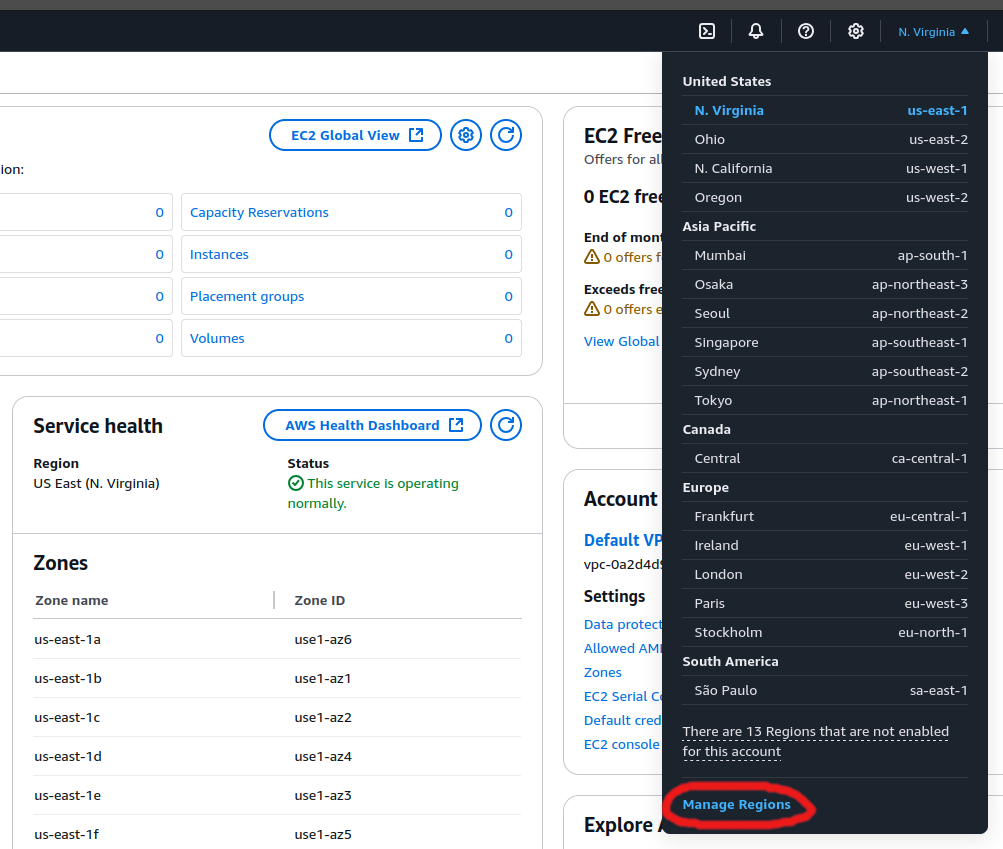 N. Virginia
EC2 Global View
ion:
0
Capacity Reservations 0
0
Instances 0
0
Placement groups 0
0
Volumes 0
Service health
AWS Health Dashboard
Region
US East (N. Virginia)
Status
This service is operating
normally.
Zones
Zone name Zone ID
us-east-1a use1-az6
us-east-1b use1-az1
us-east-1c use1-az2
us-east-1d use1-az4
us-east-1e use1-az3
us-east-1f use1-az5
EC2 Free
Offers for all
0 EC2 free
End of mont
0 offers f
Exceeds free
0 offers e
View Global
Account
Default VP
vpc-0a2d4d9
Settings
Data protect
Allowed AMI
Zones
EC2 Serial Co
Default cred
EC2 console
Explore A
United States
N. Virginia us-east-1
Ohio us-east-2
N. California us-west-1
Oregon us-west-2
Asia Pacific
Mumbai ap-south-1
Osaka ap-northeast-3
Seoul ap-northeast-2
Singapore ap-southeast-1
Sydney ap-southeast-2
Tokyo ap-northeast-1
Canada
Central ca-central-1
Europe
Frankfurt eu-central-1
Ireland eu-west-1
London eu-west-2
Paris eu-west-3
Stockholm eu-north-1
South America
São Paulo sa-east-1
There are 13 Regions that are not enabled
for this account
Manage Regions